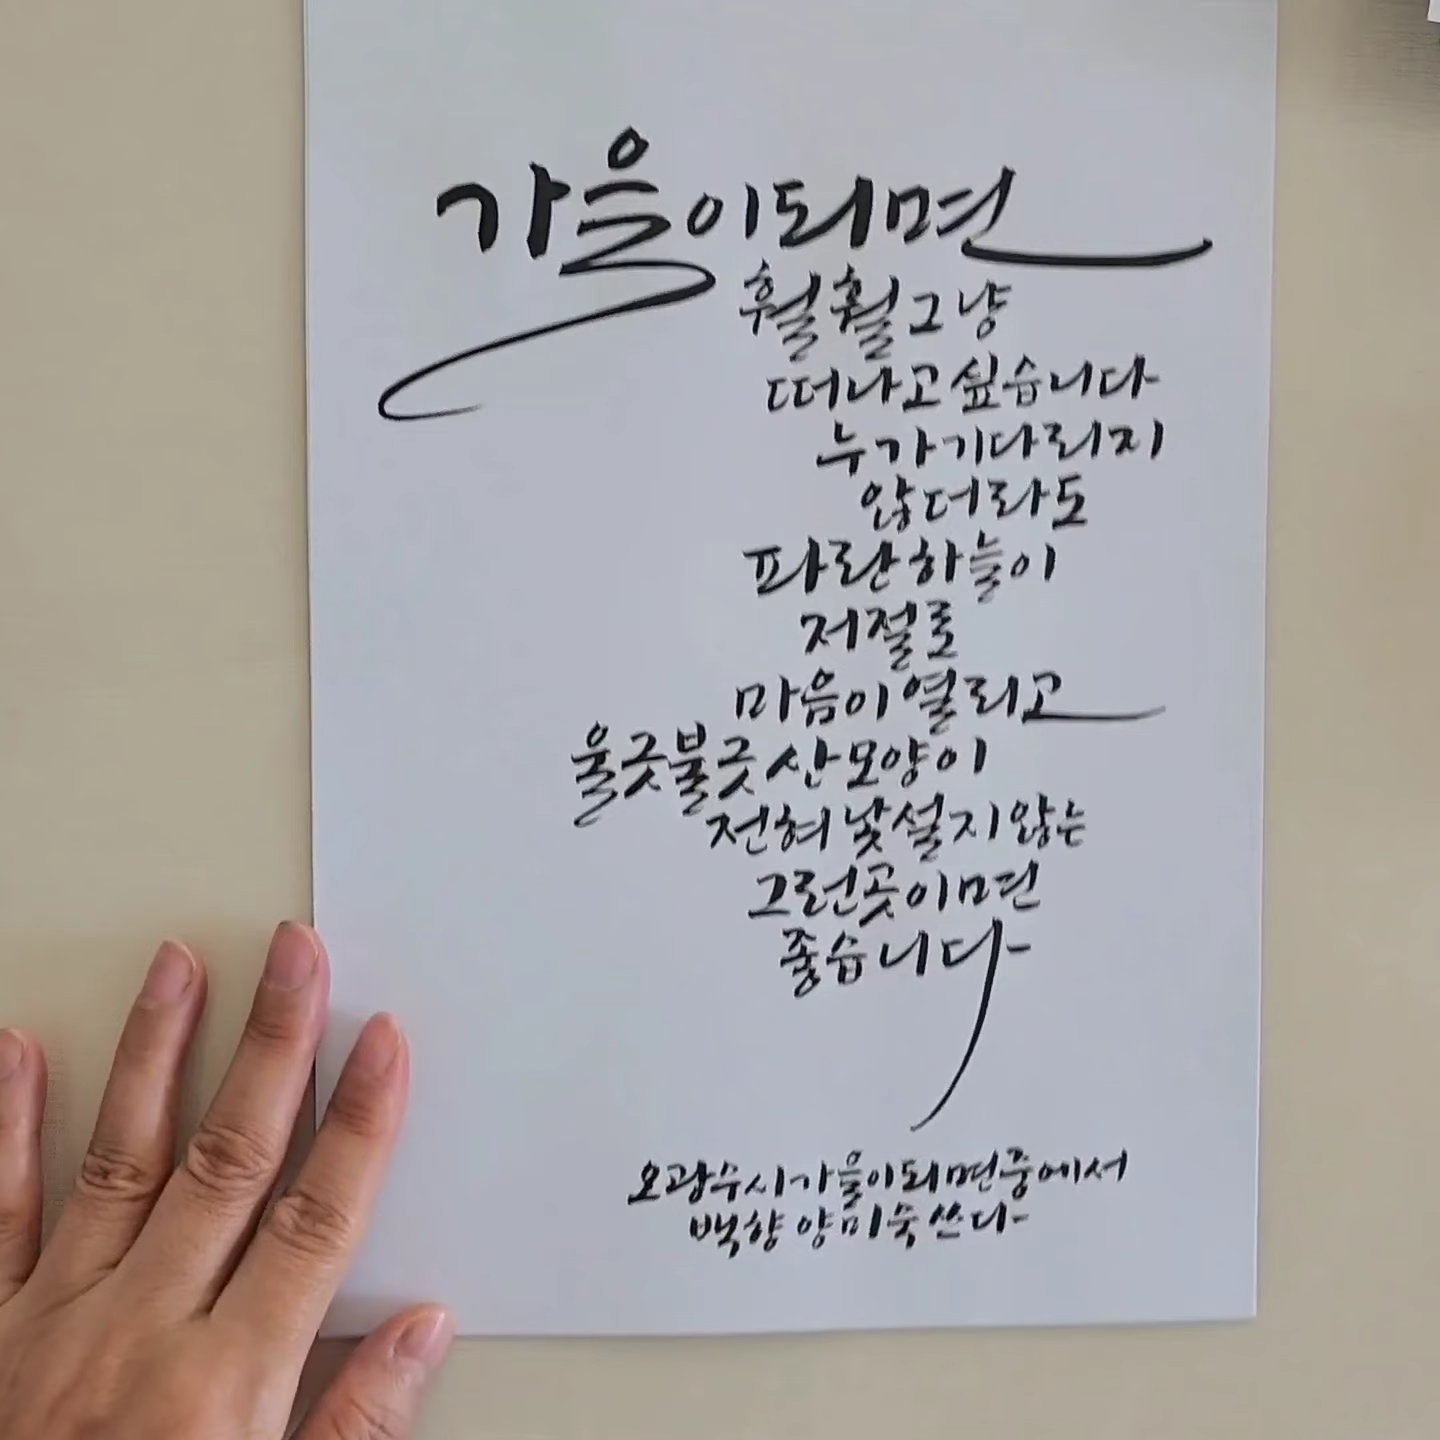 가을이되면
훨훨그냥
떠나고싶습니다
누가기다리지
않더라도
파란하늘이
저절로
마음이열리고
울긋불긋산모양이
전혀낯설지않는
그런곳이면
좋습니다
오광수시가을이되면중에서
백향양미숙쓰다